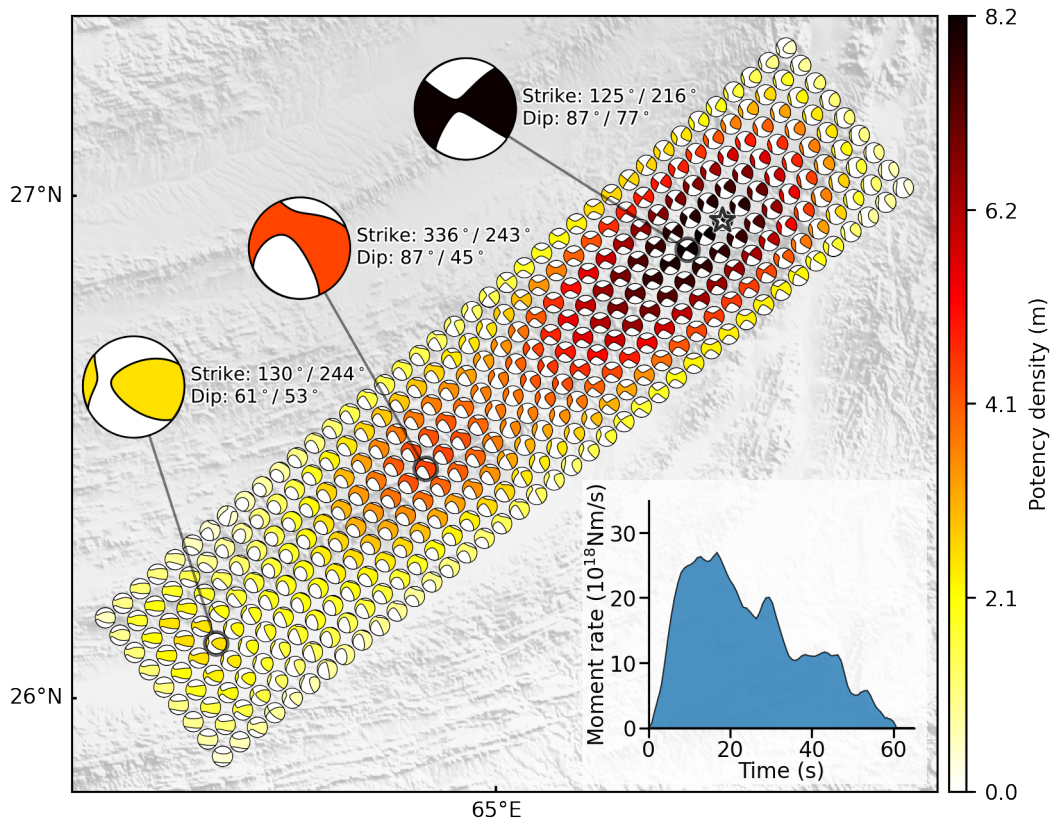 Strike: 125°/ 216°
Dip: 87°/ 77°
Strike: 336°/ 243°
Dip: 87°/ 45°
Strike: 130°/ 244°
Dip: 61°/ 53°
27°N
26°N
65°E
Moment rate (10¹⁸Nm/s)
30
20
10
0
0
20
40
60
Time (s)
8.2
6.2
4.1
2.1
0.0
Potency density (m)